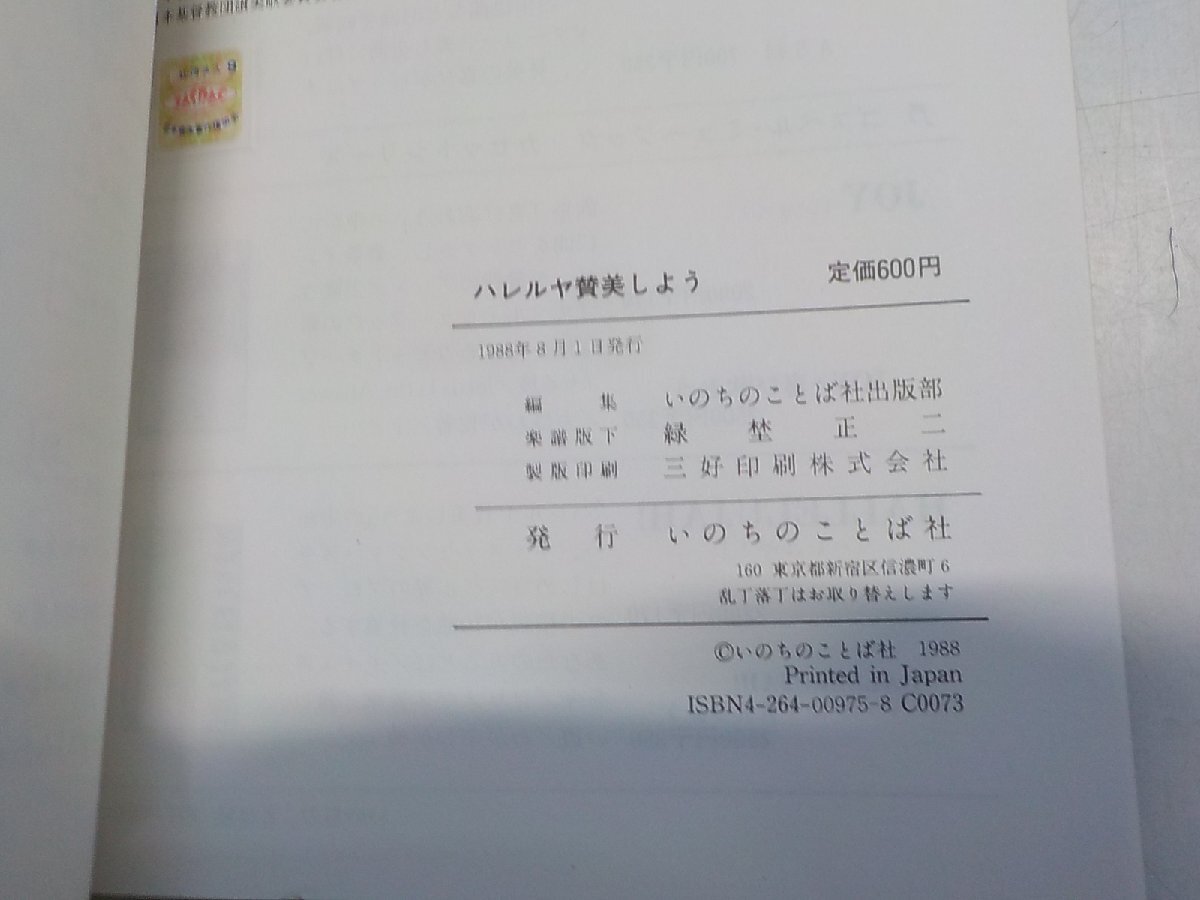 ハレルヤ賛美しよう 定価600円
1988年8月1日発行
編 集 いのちのことば社出版部
楽譜版下 緑埜正二
製版印刷 三好印刷株式会社
発 行 いのちのことば社
160 東京都新宿区信濃町6
乱丁落丁はお取り替えします
©いのちのことば社 1988
Printed in Japan
ISBN4-264-00975-8 C0073